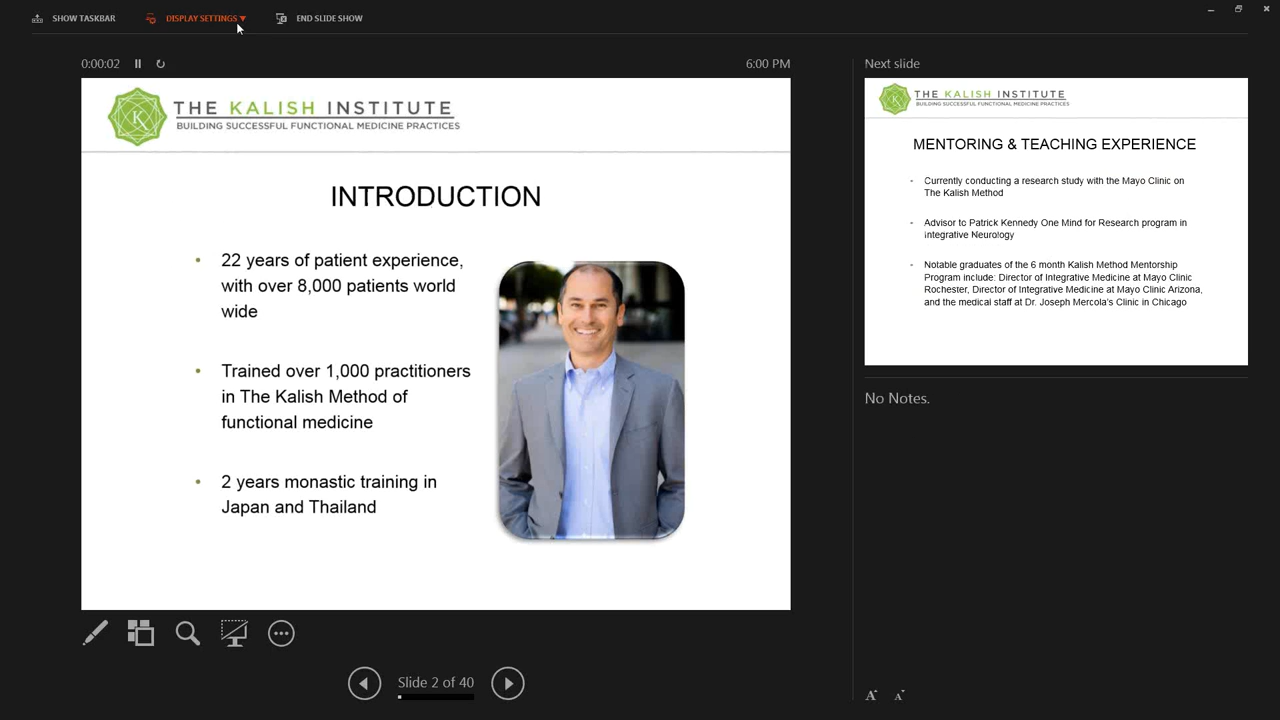 SHOW TASKBAR
DISPLAY SETTINGS
END SLIDE SHOW
0:00:02
6:00 PM
K
THE KALISH INSTITUTE
BUILDING SUCCESSFUL FUNCTIONAL MEDICINE PRACTICES
INTRODUCTION
• 22 years of patient experience,
with over 8,000 patients world
wide
• Trained over 1,000 practitioners
in The Kalish Method of
functional medicine
• 2 years monastic training in
Japan and Thailand
Slide 2 of 40
Next slide
K
THE KALISH INSTITUTE
BUILDING SUCCESSFUL FUNCTIONAL MEDICINE PRACTICES
MENTORING & TEACHING EXPERIENCE
- Currently conducting a research study with the Mayo Clinic on
The Kalish Method
- Advisor to Patrick Kennedy One Mind for Research program in
Integrative Neurology
- Notable graduates of the 6 month Kalish Method Mentorship
Program include: Director of Integrative Medicine at Mayo Clinic
Rochester, Director of Integrative Medicine at Mayo Clinic Arizona,
and the medical staff at Dr. Joseph Mercola's Clinic in Chicago
No Notes.
A A